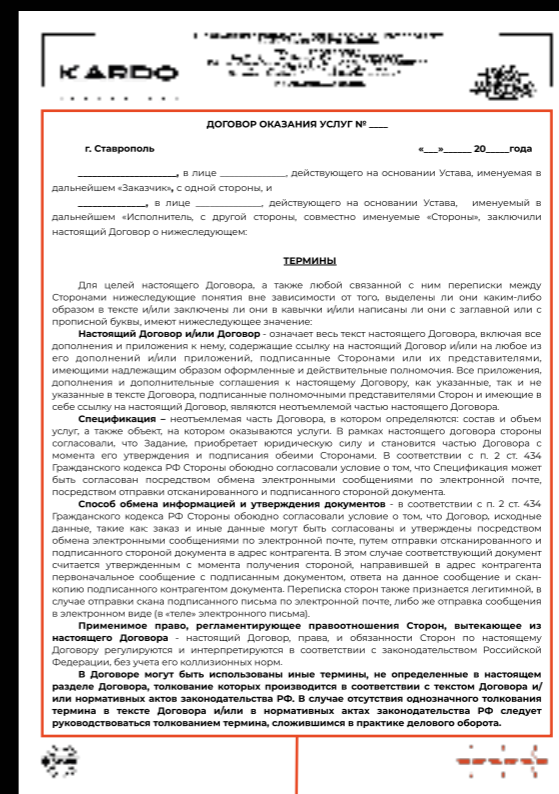 KARDO
ДОГОВОР ОКАЗАНИЯ УСЛУГ № ____
г. Ставрополь «___»______ 20_____года
____________________, в лице _____________, действующего на основании Устава, именуемая в
дальнейшем «Заказчик», с одной стороны, и
______________, в лице _____________, действующего на основании Устава, именуемый в
дальнейшем «Исполнитель, с другой стороны, совместно именуемые «Стороны», заключили
настоящий Договор о нижеследующем:
ТЕРМИНЫ
Для целей настоящего Договора, а также любой связанной с ним переписки между
Сторонами нижеследующие понятия вне зависимости от того, выделены ли они каким-либо
образом в тексте и/или заключены ли они в кавычки и/или написаны ли они с заглавной или с
прописной буквы, имеют нижеследующее значение:
Настоящий Договор и/или Договор - означает весь текст настоящего Договора, включая все
дополнения и приложения к нему, содержащие ссылку на настоящий Договор и/или на любое из
его дополнений и/или приложений, подписанные Сторонами или их представителями,
имеющими надлежащим образом оформленные и действительные полномочия. Все приложения,
дополнения и дополнительные соглашения к настоящему Договору, как указанные, так и не
указанные в тексте Договора, подписанные полномочными представителями Сторон и имеющие в
себе ссылку на настоящий Договор, являются неотъемлемой частью настоящего Договора.
Спецификация – неотъемлемая часть Договора, в котором определяются: состав и объем
услуг, а также объект, на котором оказываются услуги. В рамках настоящего договора стороны
согласовали, что Задание, приобретает юридическую силу и становится частью Договора с
момента его утверждения и подписания обеими Сторонами. В соответствии с п. 2 ст. 434
Гражданского кодекса РФ Стороны обоюдно согласовали условие о том, что Спецификация может
быть согласован посредством обмена электронными сообщениями по электронной почте,
посредством отправки отсканированного и подписанного стороной документа.
Способ обмена информацией и утверждения документов - в соответствии с п. 2 ст. 434
Гражданского кодекса РФ Стороны обоюдно согласовали условие о том, что Договор, исходные
данные, такие как: заказ и иные данные могут быть согласованы и утверждены посредством
обмена электронными сообщениями по электронной почте, путем отправки отсканированного и
подписанного стороной документа в адрес контрагента. В этом случае соответствующий документ
считается утвержденным с момента получения стороной, направившей в адрес контрагента
первоначальное сообщение с подписанным документом, ответа на данное сообщение и скан-
копию подписанного контрагентом документа. Переписка сторон также признается легитимной, в
случае отправки скана подписанного письма по электронной почте, либо же отправка сообщения
в электронном виде (в «теле» электронного письма).
Применимое право, регламентирующее правоотношения Сторон, вытекающее из
настоящего Договора - настоящий Договор, права, и обязанности Сторон по настоящему
Договору регулируются и интерпретируются в соответствии с законодательством Российской
Федерации, без учета его коллизионных норм.
В Договоре могут быть использованы иные термины, не определенные в настоящем
разделе Договора, толкование которых производится в соответствии с текстом Договора и/
или нормативных актов законодательства РФ. В случае отсутствия однозначного толкования
термина в тексте Договора и/или в нормативных актах законодательства РФ следует
руководствоваться толкованием термина, сложившимся в практике делового оборота.